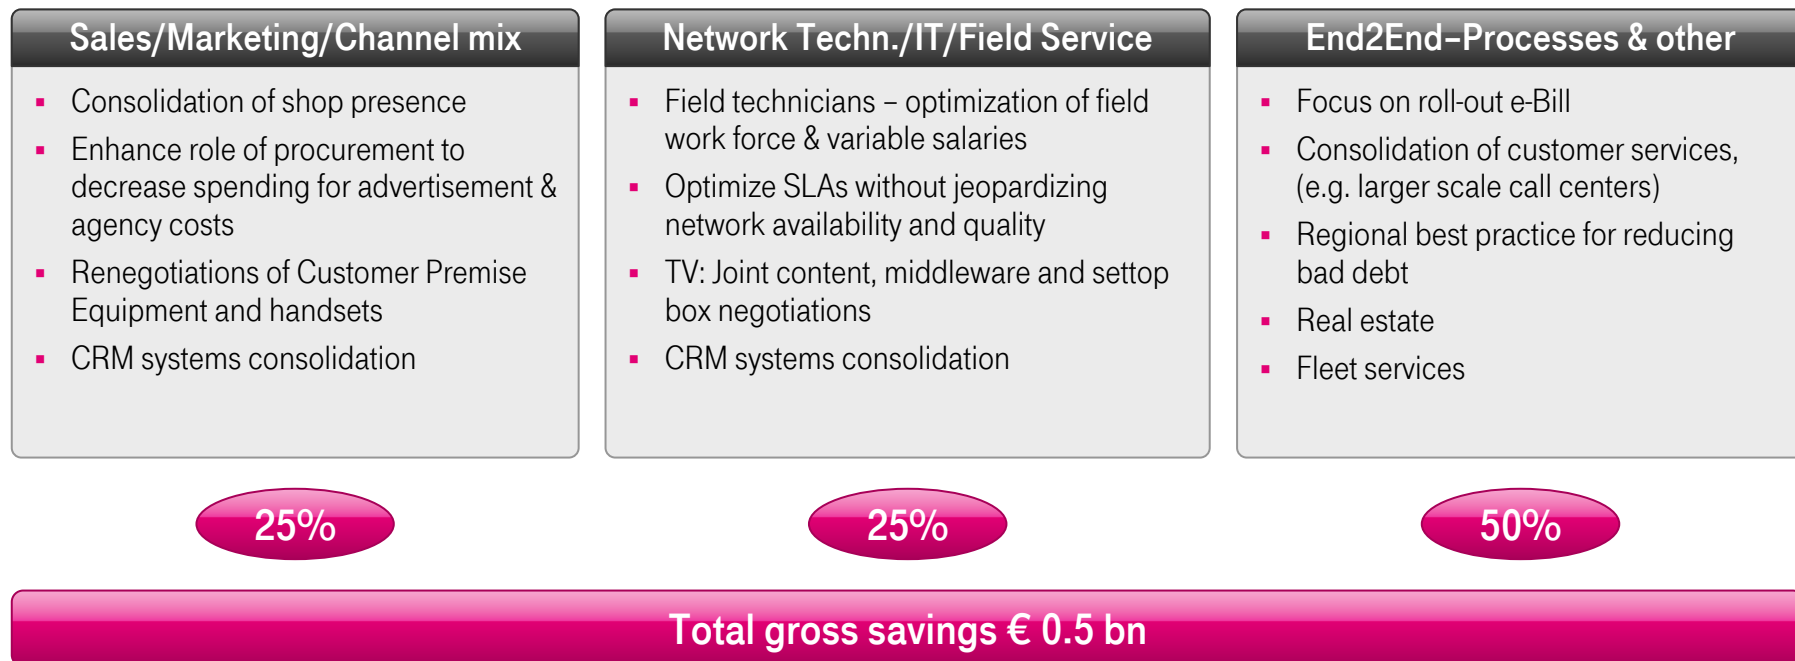 Sales/Marketing/Channel mix
▪ Consolidation of shop presence
▪ Enhance role of procurement to
decrease spending for advertisement &
agency costs
▪ Renegotiations of Customer Premise
Equipment and handsets
▪ CRM systems consolidation
25%
Network Techn./IT/Field Service
▪ Field technicians – optimization of field
work force & variable salaries
▪ Optimize SLAs without jeopardizing
network availability and quality
▪ TV: Joint content, middleware and settop
box negotiations
▪ CRM systems consolidation
25%
End2End–Processes & other
▪ Focus on roll-out e-Bill
▪ Consolidation of customer services,
(e.g. larger scale call centers)
▪ Regional best practice for reducing
bad debt
▪ Real estate
▪ Fleet services
50%
Total gross savings € 0.5 bn